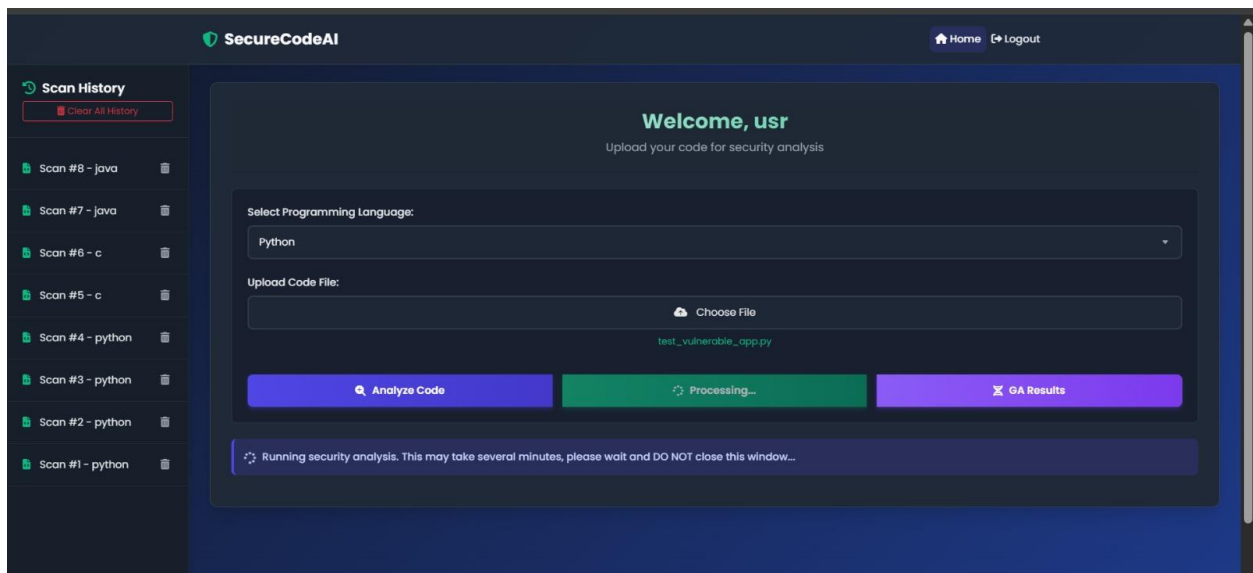 SecureCodeAI
Home Logout
Scan History
Clear All History
Scan #8 - java
Scan #7 - java
Scan #6 - c
Scan #5 - c
Scan #4 - python
Scan #3 - python
Scan #2 - python
Scan #1 - python
Welcome, usr
Upload your code for security analysis
Select Programming Language:
Python
Upload Code File:
Choose File
test_vulnerable_app.py
Analyze Code Processing... GA Results
Running security analysis. This may take several minutes, please wait and DO NOT close this window...